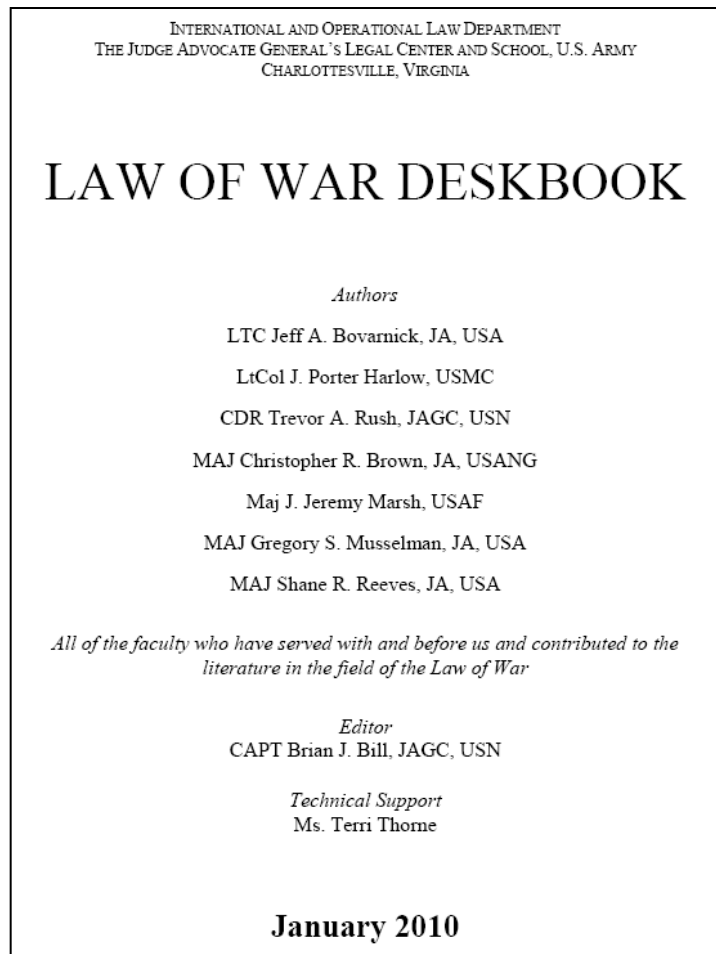 INTERNATIONAL AND OPERATIONAL LAW DEPARTMENT
THE JUDGE ADVOCATE GENERAL'S LEGAL CENTER AND SCHOOL, U.S. ARMY
CHARLOTTESVILLE, VIRGINIA
LAW OF WAR DESKBOOK
Authors
LTC Jeff A. Bovarnick, JA, USA
LtCol J. Porter Harlow, USMC
CDR Trevor A. Rush, JAGC, USN
MAJ Christopher R. Brown, JA, USANG
Maj J. Jeremy Marsh, USAF
MAJ Gregory S. Musselman, JA, USA
MAJ Shane R. Reeves, JA, USA
All of the faculty who have served with and before us and contributed to the
literature in the field of the Law of War
Editor
CAPT Brian J. Bill, JAGC, USN
Technical Support
Ms. Terri Thorne
January 2010